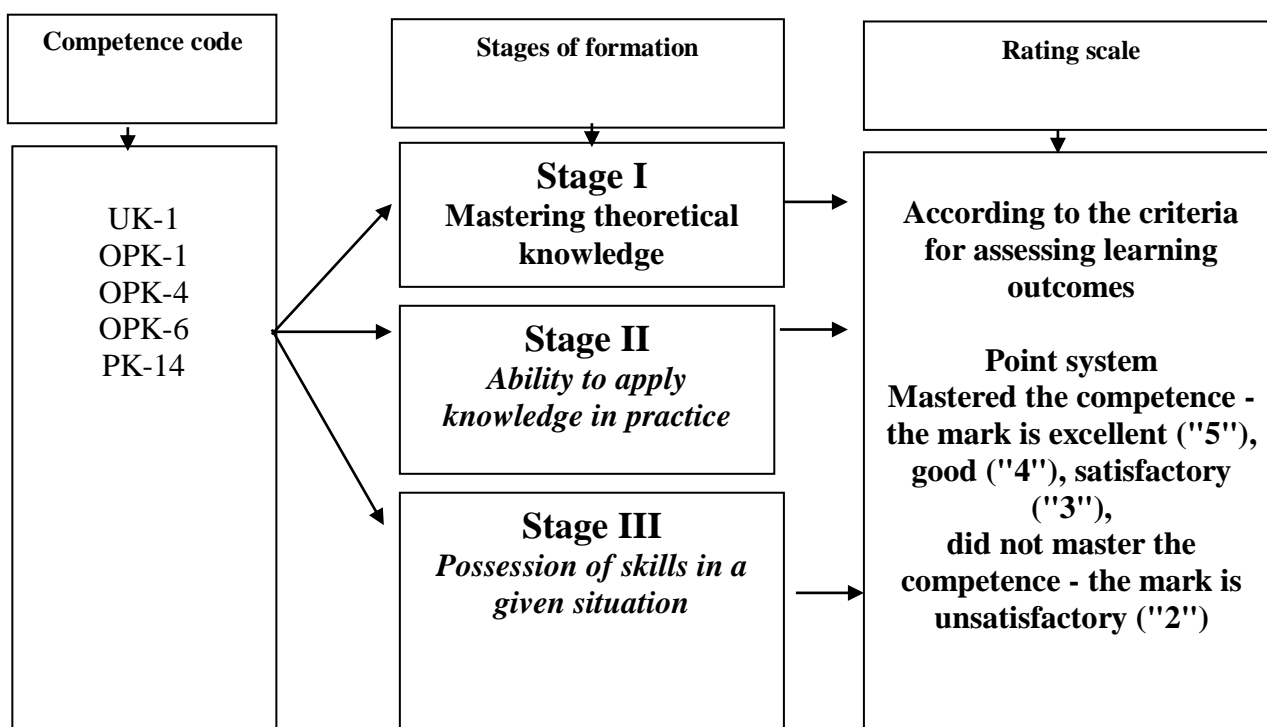 Competence code
Stages of formation
Rating scale
UK-1
OPK-1
OPK-4
OPK-6
PK-14
Stage I
Mastering theoretical
knowledge
Stage II
Ability to apply
knowledge in practice
Stage III
Possession of skills in a
given situation
According to the criteria
for assessing learning
outcomes
Point system
Mastered the competence -
the mark is excellent ("5"),
good ("4"), satisfactory
("3"),
did not master the
competence - the mark is
unsatisfactory ("2")